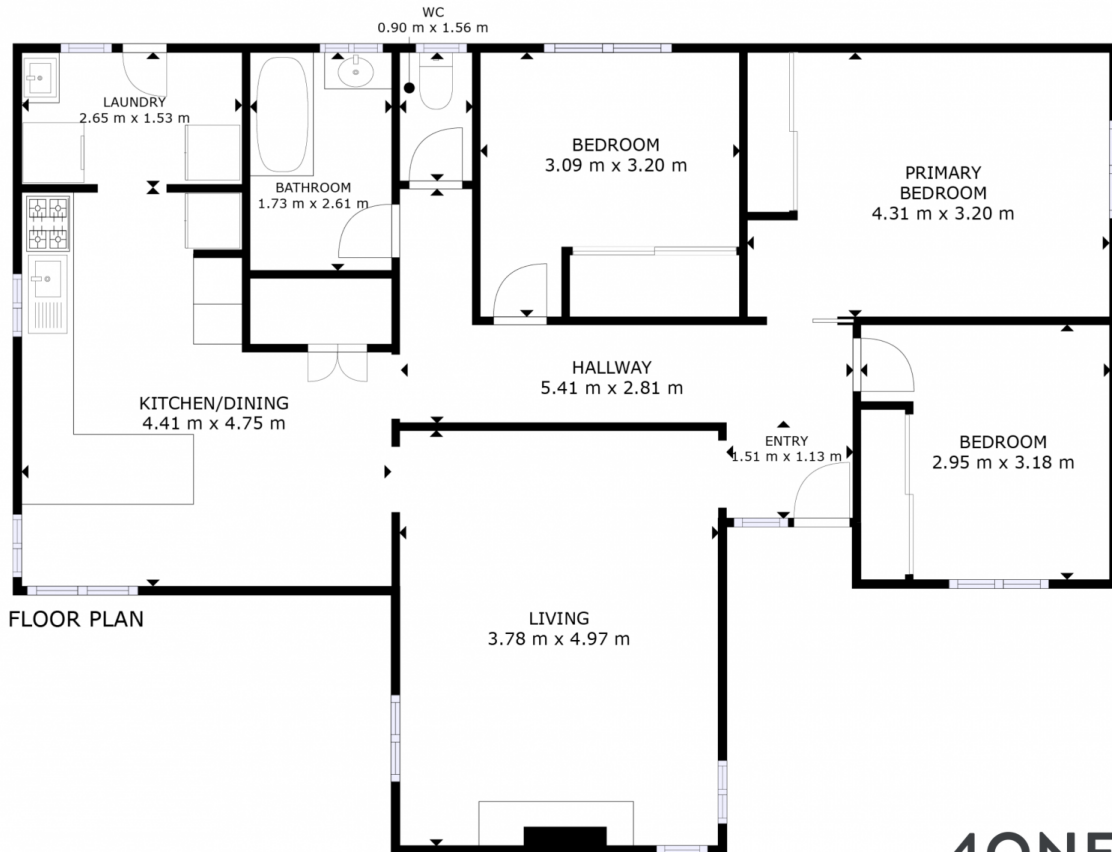 WC
0.90 m x 1.56 m
LAUNDRY
2.65 m x 1.53 m
BATHROOM
1.73 m x 2.61 m
BEDROOM
3.09 m x 3.20 m
PRIMARY
BEDROOM
4.31 m x 3.20 m
KITCHEN/DINING
4.41 m x 4.75 m
HALLWAY
5.41 m x 2.81 m
ENTRY
1.51 m x 1.13 m
BEDROOM
2.95 m x 3.18 m
FLOOR PLAN
LIVING
3.78 m x 4.97 m
4ONE